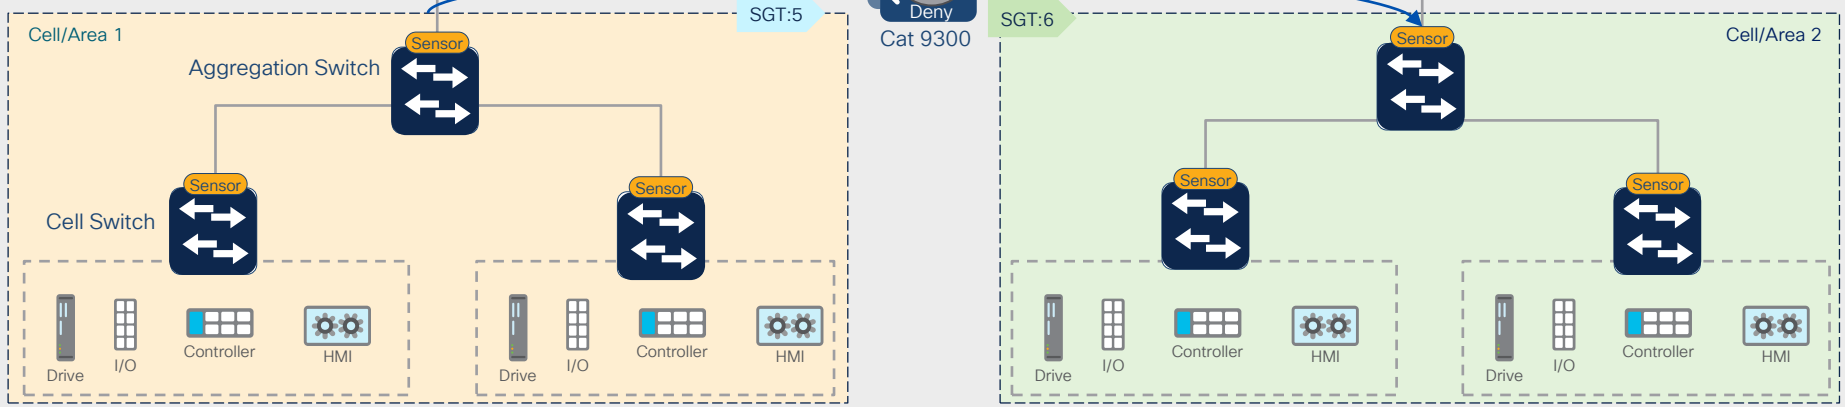 Cell/Area 1
SGT:5
Sensor
Aggregation Switch
Sensor
Cell Switch
Sensor
Drive
I/O
Controller
HMI
Drive
I/O
Controller
HMI
Deny
Cat 9300
SGT:6
Cell/Area 2
Sensor
Sensor
Sensor
Drive
I/O
Controller
HMI
Drive
I/O
Controller
HMI